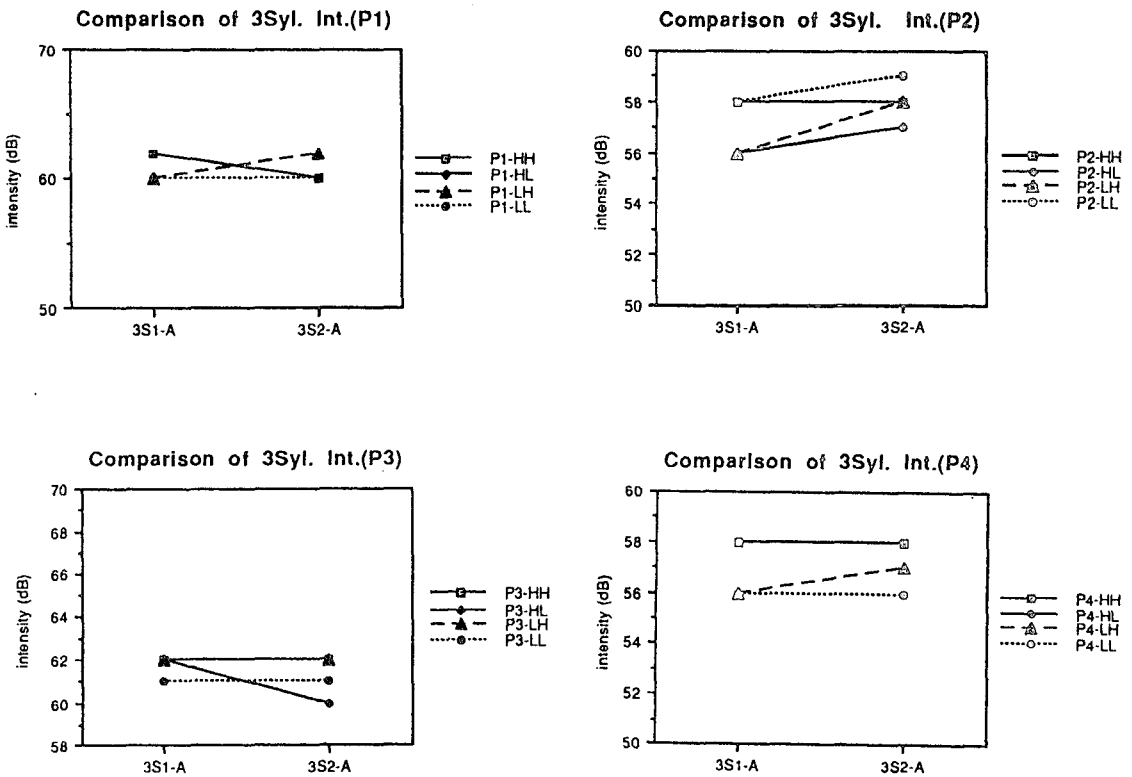 Comparison of 3Syl. Int.(P1)
70
60
50
intensity (dB)
3S1-A 3S2-A
P1-HH
P1-HL
P1-LH
P1-LL
Comparison of 3Syl. Int.(P2)
60
58
56
54
52
50
intensity (dB)
3S1-A 3S2-A
P2-HH
P2-HL
P2-LH
P2-LL
Comparison of 3Syl. Int.(P3)
70
68
66
64
62
60
58
intensity (dB)
3S1-A 3S2-A
P3-HH
P3-HL
P3-LH
P3-LL
Comparison of 3Syl. Int.(P4)
60
58
56
54
52
50
intensity (dB)
3S1-A 3S2-A
P4-HH
P4-HL
P4-LH
P4-LL